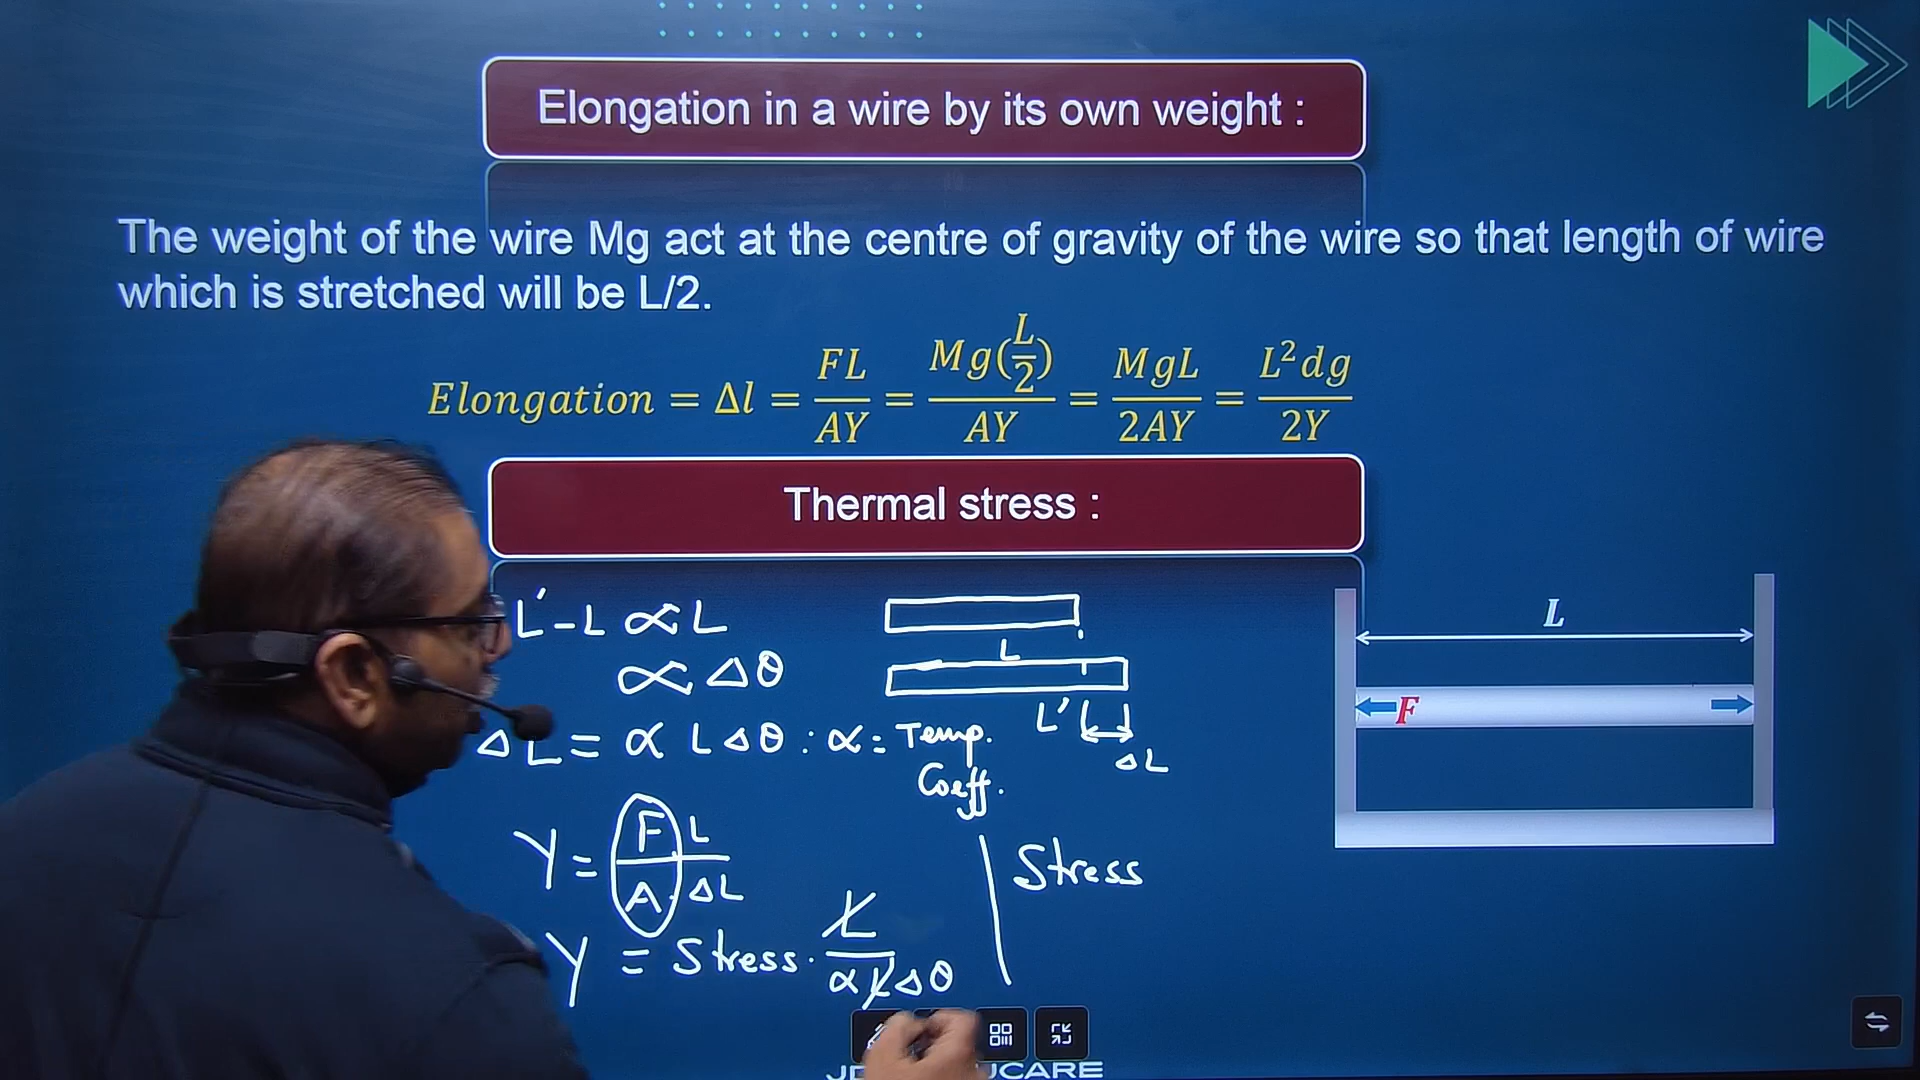 Elongation in a wire by its own weight :
The weight of the wire Mg act at the centre of gravity of the wire so that length of wire
which is stretched will be L/2.
Elongation = Δl = FL/AY = Mg(L/2)/AY = MgL/2AY = L²dg/2Y
Thermal stress :
L' - L ∝ L
∝ Δθ
ΔL = α L Δθ : α = Temp.
Coeff.
L
L'
ΔL
L
F
Y = F L / A. ΔL
Y = Stress . L / α L Δθ
Stress
UCARE